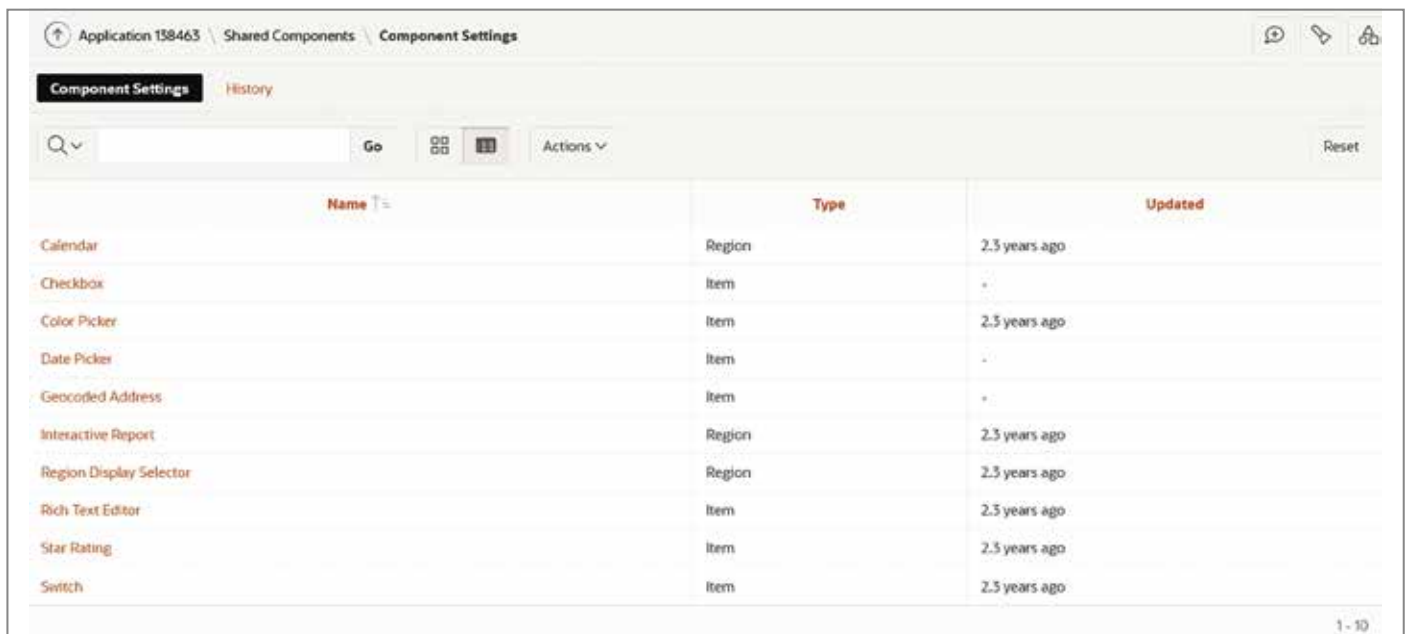 Application 138463 \ Shared Components \ Component Settings
Component Settings History
Go Actions Reset
Name Type Updated
Calendar Region 2.3 years ago
Checkbox Item -
Color Picker Item 2.3 years ago
Date Picker Item -
Geocoded Address Item -
Interactive Report Region 2.3 years ago
Region Display Selector Region 2.3 years ago
Rich Text Editor Item 2.3 years ago
Star Rating Item 2.3 years ago
Switch Item 2.3 years ago
1 - 10